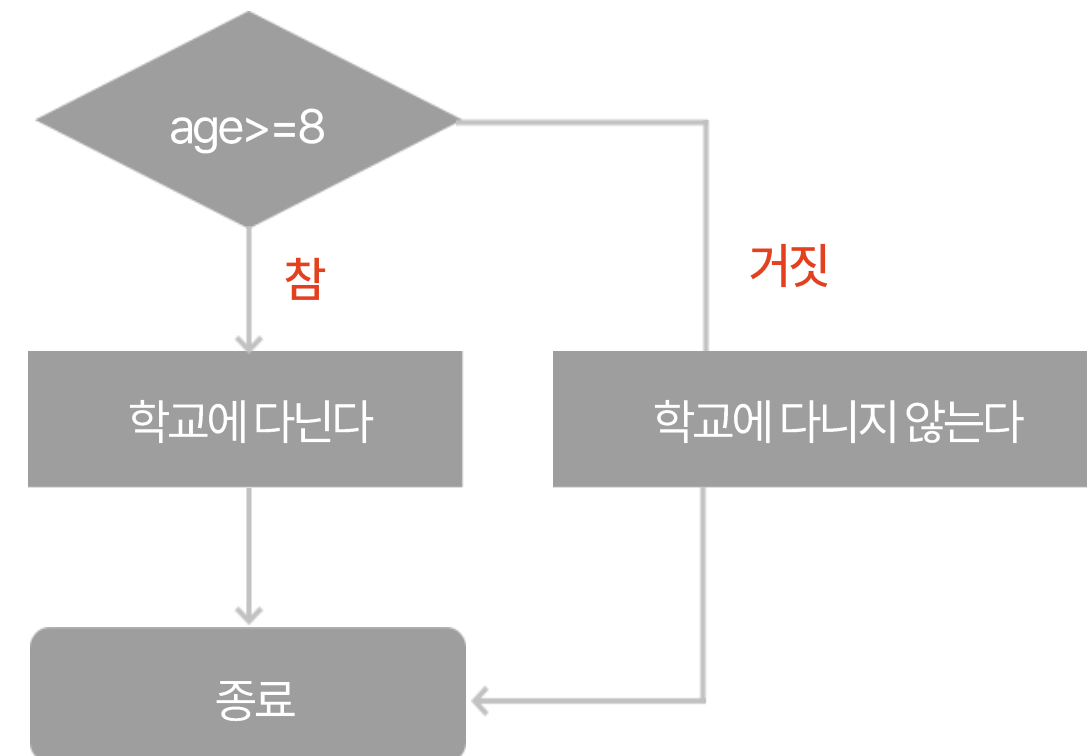 age>=8
참
거짓
학교에 다닌다
학교에 다니지 않는다
종료